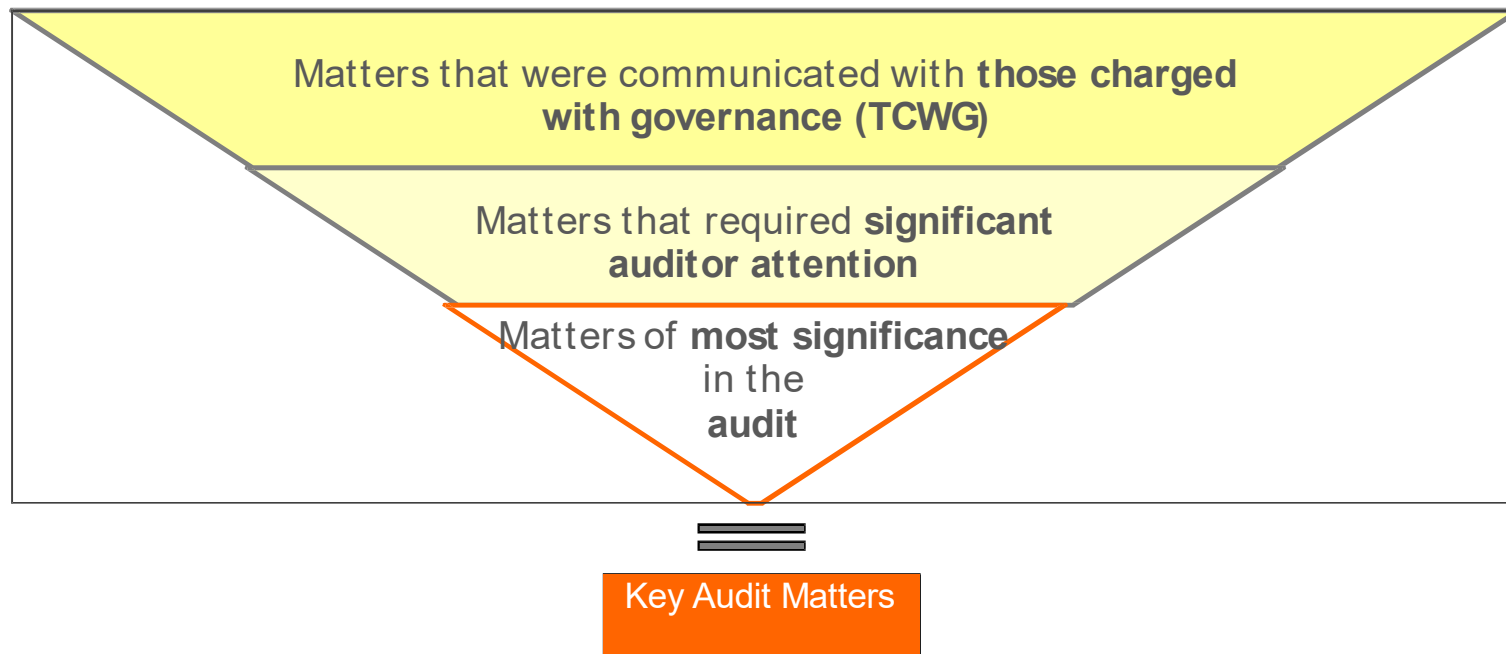 Matters that were communicated with those charged
with governance (TCWG)
Matters that required significant
auditor attention
Matters of most significance
in the
audit
Key Audit Matters